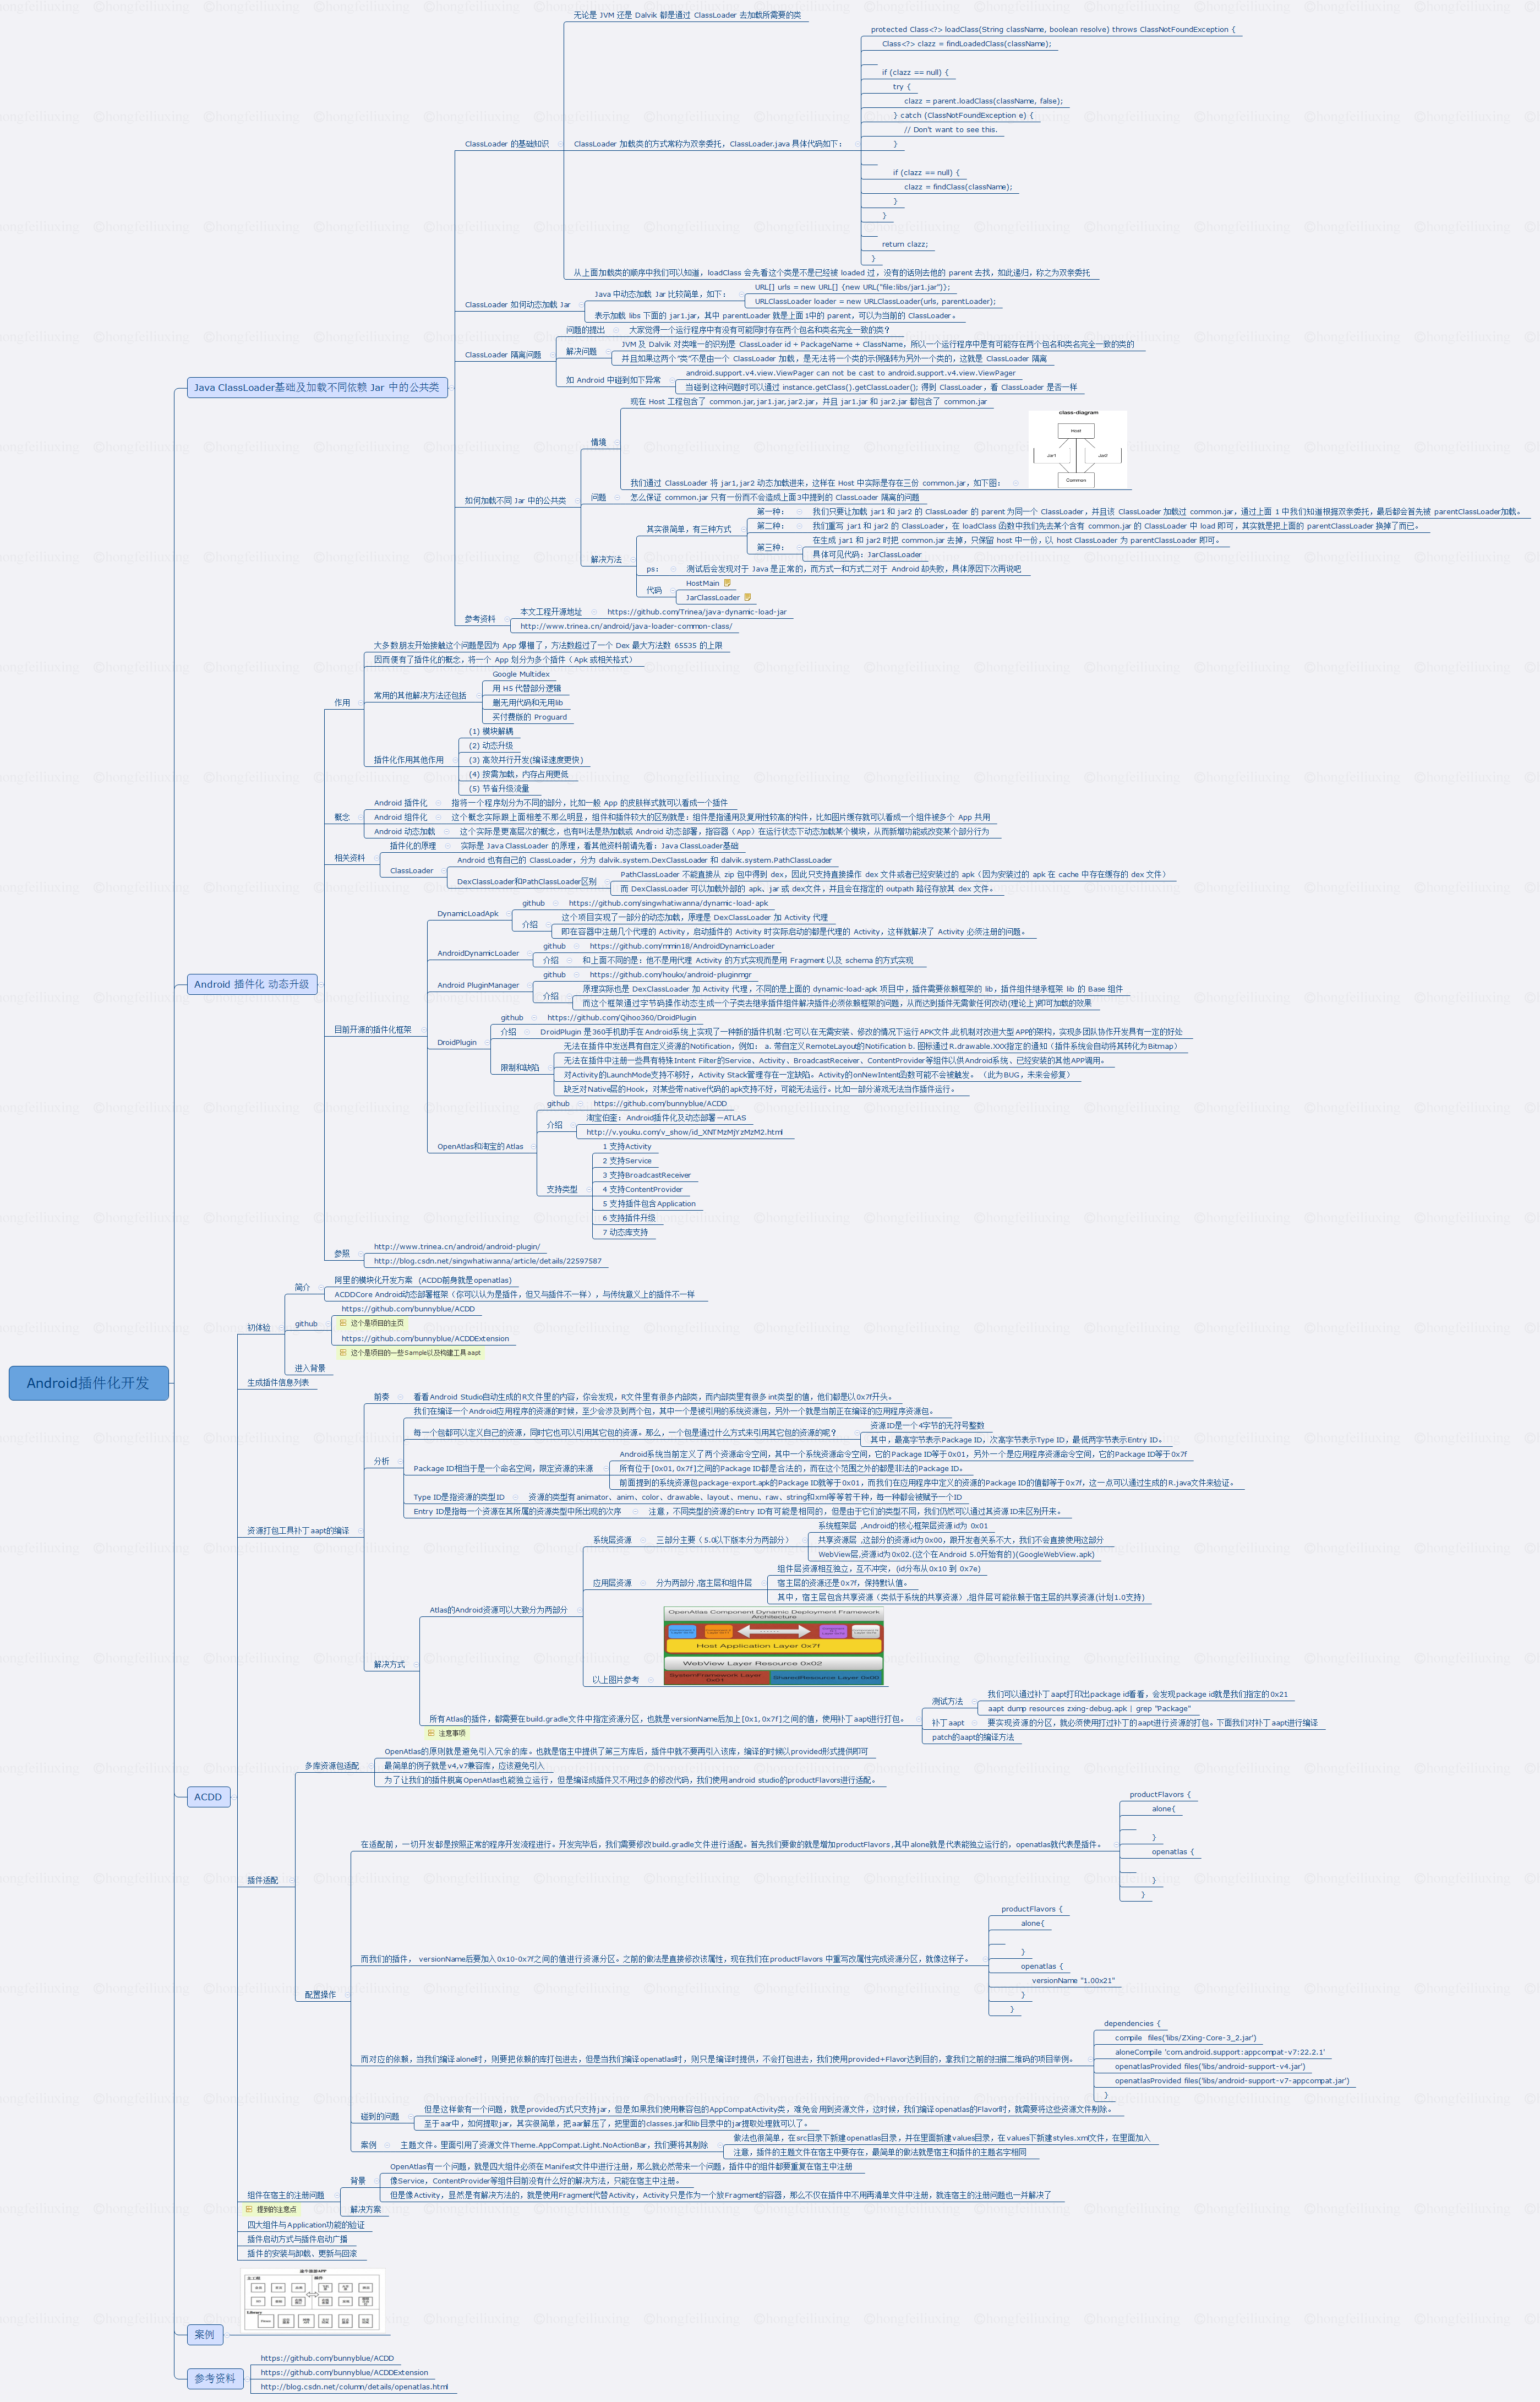 Android插件化开发
Java ClassLoader基础及加载不同依赖 Jar 中的公共类
ClassLoader 的基础知识
无论是 JVM 还是 Dalvik 都是通过 ClassLoader 去加载所需要的类
ClassLoader 加载类的方式常称为双亲委托，ClassLoader.java 具体代码如下：
protected Class<?> loadClass(String className, boolean resolve) throws ClassNotFoundException {
Class<?> clazz = findLoadedClass(className);
if (clazz == null) {
try {
clazz = parent.loadClass(className, false);
} catch (ClassNotFoundException e) {
// Don't want to see this.
}
if (clazz == null) {
clazz = findClass(className);
}
}
return clazz;
}
从上面加载类的顺序中我们可以知道，loadClass 会先看这个类是不是已经被 loaded 过，没有的话则去他的 parent 去找，如此递归，称之为双亲委托
ClassLoader 如何动态加载 Jar
Java 中动态加载 Jar 比较简单，如下：
URL[] urls = new URL[] {new URL("file:libs/jar1.jar")};
URLClassLoader loader = new URLClassLoader(urls, parentLoader);
表示加载 libs 下面的 jar1.jar，其中 parentLoader 就是上面1中的 parent，可以为当前的 ClassLoader。
ClassLoader 隔离问题
问题的提出
大家觉得一个运行程序中有没有可能同时存在两个包名和类名完全一致的类？
解决问题
JVM 及 Dalvik 对类唯一的识别是 ClassLoader id + PackageName + ClassName，所以一个运行程序中是有可能存在两个包名和类名完全一致的类的
并且如果这两个"类"不是由一个 ClassLoader 加载，是无法将一个类的示例强转为另外一个类的，这就是 ClassLoader 隔离
如 Android 中碰到如下异常
android.support.v4.view.ViewPager can not be cast to android.support.v4.view.ViewPager
当碰到这种问题时可以通过 instance.getClass().getClassLoader(); 得到 ClassLoader，看 ClassLoader 是否一样
如何加载不同 Jar 中的公共类
情境
现在 Host 工程包含了 common.jar, jar1.jar, jar2.jar，并且 jar1.jar 和 jar2.jar 都包含了 common.jar
我们通过 ClassLoader 将 jar1, jar2 动态加载进来，这样在 Host 中实际是存在三份 common.jar，如下图：
class-diagram
Host
Jar1
Jar2
Common
问题
怎么保证 common.jar 只有一份而不会造成上面3中提到的 ClassLoader 隔离的问题
解决方法
其实很简单，有三种方式
第一种：
我们只要让加载 jar1 和 jar2 的 ClassLoader 的 parent 为同一个 ClassLoader，并且该 ClassLoader 加载过 common.jar，通过上面 1 中我们知道根据双亲委托，最后都会首先被 parentClassLoader加载。
第二种：
我们重写 jar1 和 jar2 的 ClassLoader，在 loadClass 函数中我们先去某个含有 common.jar 的 ClassLoader 中 load 即可，其实就是把上面的 parentClassLoader 换掉了而已。
第三种：
在生成 jar1 和 jar2 时把 common.jar 去掉，只保留 host 中一份，以 host ClassLoader 为 parentClassLoader 即可。
具体可见代码：JarClassLoader
ps：
测试后会发现对于 Java 是正常的，而方式一和方式二对于 Android 却失败，具体原因下次再说吧
代码
HostMain
JarClassLoader
参考资料
本文工程开源地址
https://github.com/Trinea/java-dynamic-load-jar
http://www.trinea.cn/android/java-loader-common-class/
Android 插件化 动态升级
作用
大多数朋友开始接触这个问题是因为 App 爆棚了，方法数超过了一个 Dex 最大方法数 65535 的上限
因而便有了插件化的概念，将一个 App 划分为多个插件（Apk 或相关格式）
常用的其他解决方法还包括
Google Multidex
用 H5 代替部分逻辑
删无用代码和无用lib
买付费版的 Proguard
插件化作用其他作用
(1) 模块解耦
(2) 动态升级
(3) 高效并行开发(编译速度更快)
(4) 按需加载，内存占用更低
(5) 节省升级流量
概念
Android 插件化
指将一个程序划分为不同的部分，比如一般 App 的皮肤样式就可以看成一个插件
Android 组件化
这个概念实际跟上面相差不那么明显，组件和插件较大的区别就是：组件是指通用及复用性较高的构件，比如图片缓存就可以看成一个组件被多个 App 共用
Android 动态加载
这个实际是更高层次的概念，也有叫法是热加载或 Android 动态部署，指容器（App）在运行状态下动态加载某个模块，从而新增功能或改变某个部分行为
相关资料
插件化的原理
实际是 Java ClassLoader 的原理，看其他资料前请先看：Java ClassLoader基础
ClassLoader
Android 也有自己的 ClassLoader，分为 dalvik.system.DexClassLoader 和 dalvik.system.PathClassLoader
DexClassLoader和PathClassLoader区别
PathClassLoader 不能直接从 zip 包中得到 dex，因此只支持直接操作 dex 文件或者已经安装过的 apk（因为安装过的 apk 在 cache 中存在缓存的 dex 文件）
而 DexClassLoader 可以加载外部的 apk、jar 或 dex文件，并且会在指定的 outpath 路径存放其 dex 文件。
目前开源的插件化框架
DynamicLoadApk
github
https://github.com/singwhatiwanna/dynamic-load-apk
介绍
这个项目实现了一部分的动态加载，原理是 DexClassLoader 加 Activity 代理
即在容器中注册几个代理的 Activity，启动插件的 Activity 时实际启动的都是代理的 Activity，这样就解决了 Activity 必须注册的问题。
AndroidDynamicLoader
github
https://github.com/mmin18/AndroidDynamicLoader
介绍
和上面不同的是：他不是用代理 Activity 的方式实现而是用 Fragment 以及 schema 的方式实现
Android PluginManager
github
https://github.com/houkx/android-pluginmgr
介绍
原理实际也是 DexClassLoader 加 Activity 代理，不同的是上面的 dynamic-load-apk 项目中，插件需要依赖框架的 lib，插件组件继承框架 lib 的 Base 组件
而这个框架通过字节码操作动态生成一个子类去继承插件组件解决插件必须依赖框架的问题，从而达到插件无需做任何改动(理论上)即可加载的效果
DroidPlugin
github
https://github.com/Qihoo360/DroidPlugin
介绍
DroidPlugin 是360手机助手在Android系统上实现了一种新的插件机制:它可以在无需安装、修改的情况下运行APK文件,此机制对改进大型APP的架构，实现多团队协作开发具有一定的好处
限制和缺陷
无法在插件中发送具有自定义资源的Notification，例如： a. 带自定义RemoteLayout的Notification b. 图标通过R.drawable.XXX指定的通知（插件系统会自动将其转化为Bitmap）
无法在插件中注册一些具有特殊Intent Filter的Service、Activity、BroadcastReceiver、ContentProvider等组件以供Android系统、已经安装的其他APP调用。
对Activity的LaunchMode支持不够好，Activity Stack管理存在一定缺陷。Activity的onNewIntent函数可能不会被触发。 （此为BUG，未来会修复）
缺乏对Native层的Hook，对某些带native代码的apk支持不好，可能无法运行。比如一部分游戏无法当作插件运行。
OpenAtlas和淘宝的Atlas
github
https://github.com/bunnyblue/ACDD
介绍
淘宝伯奎：Android插件化及动态部署—ATLAS
http://v.youku.com/v_show/id_XNTMzMjYzMzM2.html
支持类型
1 支持Activity
2 支持Service
3 支持BroadcastReceiver
4 支持ContentProvider
5 支持插件包含Application
6 支持插件升级
7 动态库支持
参照
http://www.trinea.cn/android/android-plugin/
http://blog.csdn.net/singwhatiwanna/article/details/22597587
ACDD
初体验
简介
阿里的模块化开发方案 (ACDD前身就是openatlas)
ACDDCore Android动态部署框架（你可以认为是插件，但又与插件不一样），与传统意义上的插件不一样
github
https://github.com/bunnyblue/ACDD
这个是项目的主页
https://github.com/bunnyblue/ACDDExtension
这个是项目的一些Sample以及构建工具aapt
进入背景
生成插件信息列表
资源打包工具补丁aapt的编译
前奏
看看Android Studio自动生成的R文件里的内容，你会发现，R文件里有很多内部类，而内部类里有很多int类型的值，他们都是以0x7f开头。
分析
我们在编译一个Android应用程序的资源的时候，至少会涉及到两个包，其中一个是被引用的系统资源包，另外一个就是当前正在编译的应用程序资源包。
每一个包都可以定义自己的资源，同时它也可以引用其它包的资源。那么，一个包是通过什么方式来引用其它包的资源的呢？
资源ID是一个4字节的无符号整数
其中，最高字节表示Package ID，次高字节表示Type ID，最低两字节表示Entry ID。
Package ID相当于是一个命名空间，限定资源的来源
Android系统当前定义了两个资源命令空间，其中一个系统资源命令空间，它的Package ID等于0x01，另外一个是应用程序资源命令空间，它的Package ID等于0x7f
所有位于[0x01, 0x7f]之间的Package ID都是合法的，而在这个范围之外的都是非法的Package ID。
前面提到的系统资源包package-export.apk的Package ID就等于0x01，而我们在应用程序中定义的资源的Package ID的值都等于0x7f，这一点可以通过生成的R.java文件来验证。
Type ID是指资源的类型ID
资源的类型有animator、anim、color、drawable、layout、menu、raw、string和xml等等若干种，每一种都会被赋予一个ID
Entry ID是指每一个资源在其所属的资源类型中所出现的次序
注意，不同类型的资源的Entry ID有可能是相同的，但是由于它们的类型不同，我们仍然可以通过其资源ID来区别开来。
解决方式
Atlas的Android资源可以大致分为两部分
系统层资源
三部分主要（5.0以下版本分为两部分）
系统框架层 ,Android的核心框架层资源id为 0x01
共享资源层 ,这部分的资源id为0x00，跟开发者关系不大，我们不会直接使用这部分
WebView层,资源id为0x02.(这个在Android 5.0开始有的)(GoogleWebView.apk)
应用层资源
分为两部分,宿主层和组件层
组件层资源相互独立，互不冲突，(id分布从0x10 到 0x7e)
宿主层的资源还是0x7f，保持默认值。
其中，宿主层包含共享资源（类似于系统的共享资源）,组件层可能依赖于宿主层的共享资源(计划1.0支持)
以上图片参考
OpenAtlas Component Dynamic Deployment Framework
Architecture
Host Application Layer 0x7f
WebView Layer Resource 0x02
SystemFramework Layer
0x01
SharedResource Layer 0x00
所有Atlas的插件，都需要在build.gradle文件中指定资源分区，也就是versionName后加上[0x1, 0x7f]之间的值，使用补丁aapt进行打包。
注意事项
测试方法
我们可以通过补丁aapt打印出package id看看，会发现package id就是我们指定的0x21
aapt dump resources zxing-debug.apk | grep "Package"
补丁aapt
要实现资源的分区，就必须使用打过补丁的aapt进行资源的打包。下面我们对补丁aapt进行编译
patch的aapt的编译方法
插件适配
多库资源包适配
OpenAtlas的原则就是避免引入冗余的库。也就是宿主中提供了第三方库后，插件中就不要再引入该库，编译的时候以provided形式提供即可
最简单的例子就是v4,v7兼容库，应该避免引入
为了让我们的插件脱离OpenAtlas也能独立运行，但是编译成插件又不用过多的修改代码，我们使用android studio的productFlavors进行适配。
配置操作
在适配前，一切开发都是按照正常的程序开发流程进行。开发完毕后，我们需要修改build.gradle文件进行适配。首先我们要做的就是增加productFlavors ,其中alone就是代表能独立运行的，openatlas就代表是插件。
productFlavors {
alone{
}
openatlas {
}
}
而我们的插件， versionName后要加入0x10-0x7f之间的值进行资源分区。之前的做法是直接修改该属性，现在我们在productFlavors 中重写改属性完成资源分区，就像这样子。
productFlavors {
alone{
}
openatlas {
versionName "1.00x21"
}
}
而对应的依赖，当我们编译alone时，则要把依赖的库打包进去，但是当我们编译openatlas时，则只是编译时提供，不会打包进去，我们使用provided+Flavor达到目的，拿我们之前的扫描二维码的项目举例。
dependencies {
compile files('libs/ZXing-Core-3_2.jar')
aloneCompile 'com.android.support:appcompat-v7:22.2.1'
openatlasProvided files('libs/android-support-v4.jar')
openatlasProvided files('libs/android-support-v7-appcompat.jar')
}
碰到的问题
但是这样做有一个问题，就是provided方式只支持jar，但是如果我们使用兼容包的AppCompatActivity类，难免会用到资源文件，这时候，我们编译openatlas的Flavor时，就需要将这些资源文件剔除。
至于aar中，如何提取jar，其实很简单，把aar解压了，把里面的classes.jar和lib目录中的jar提取处理就可以了。
案例
主题文件。里面引用了资源文件Theme.AppCompat.Light.NoActionBar，我们要将其剔除
做法也很简单，在src目录下新建openatlas目录，并在里面新建values目录，在values下新建styles.xml文件，在里面加入
注意，插件的主题文件在宿主中要存在，最简单的做法就是宿主和插件的主题名字相同
组件在宿主的注册问题
提到的注意点
背景
OpenAtlas有一个问题，就是四大组件必须在Manifest文件中进行注册，那么就必然带来一个问题，插件中的组件都要重复在宿主中注册
像Service，ContentProvider等组件目前没有什么好的解决方法，只能在宿主中注册。
但是像Activity，显然是有解决方法的，就是使用Fragment代替Activity，Activity只是作为一个放Fragment的容器，那么不仅在插件中不用再清单文件中注册，就连宿主的注册问题也一并解决了
解决方案
四大组件与Application功能的验证
插件启动方式与插件启动广播
插件的安装与卸载、更新与回滚
案例
主工程
插件
Library
参考资料
https://github.com/bunnyblue/ACDD
https://github.com/bunnyblue/ACDDExtension
http://blog.csdn.net/column/details/openatlas.html